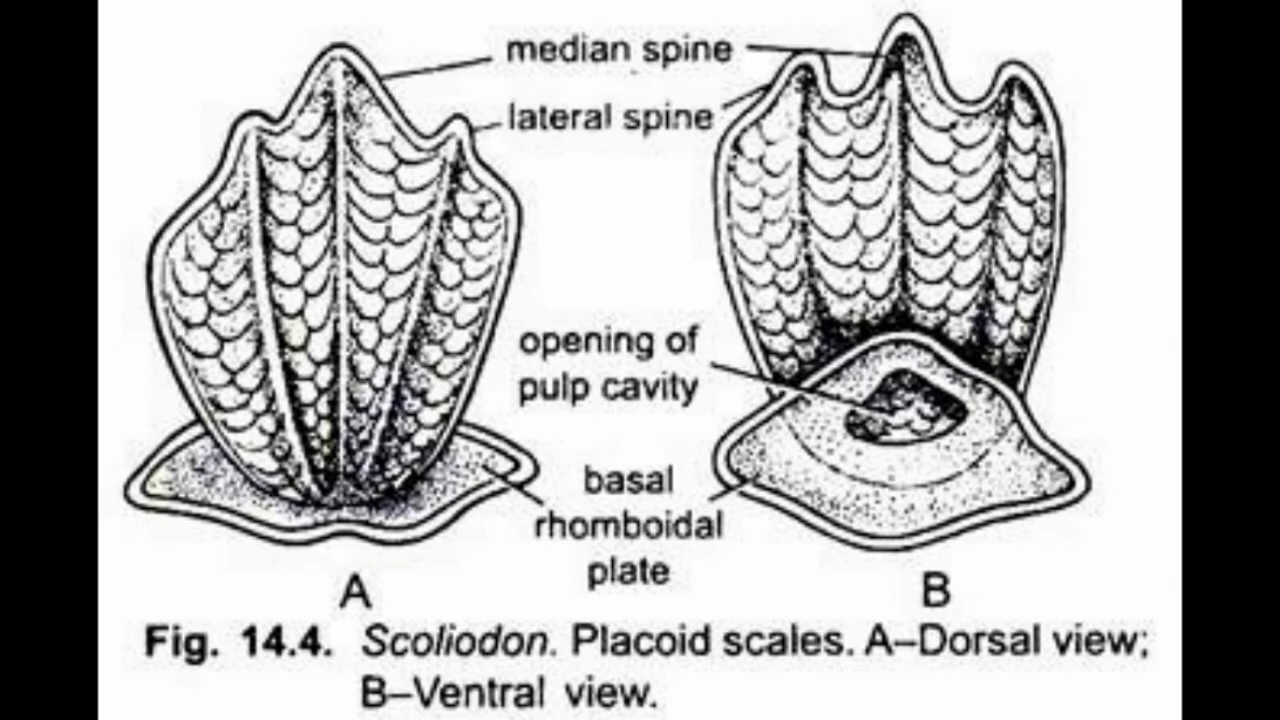 median spine
lateral spine
opening of
pulp cavity
basal
rhomboidal
plate
A
B
Fig. 14.4. Scoliodon. Placoid scales. A–Dorsal view;
B–Ventral view.